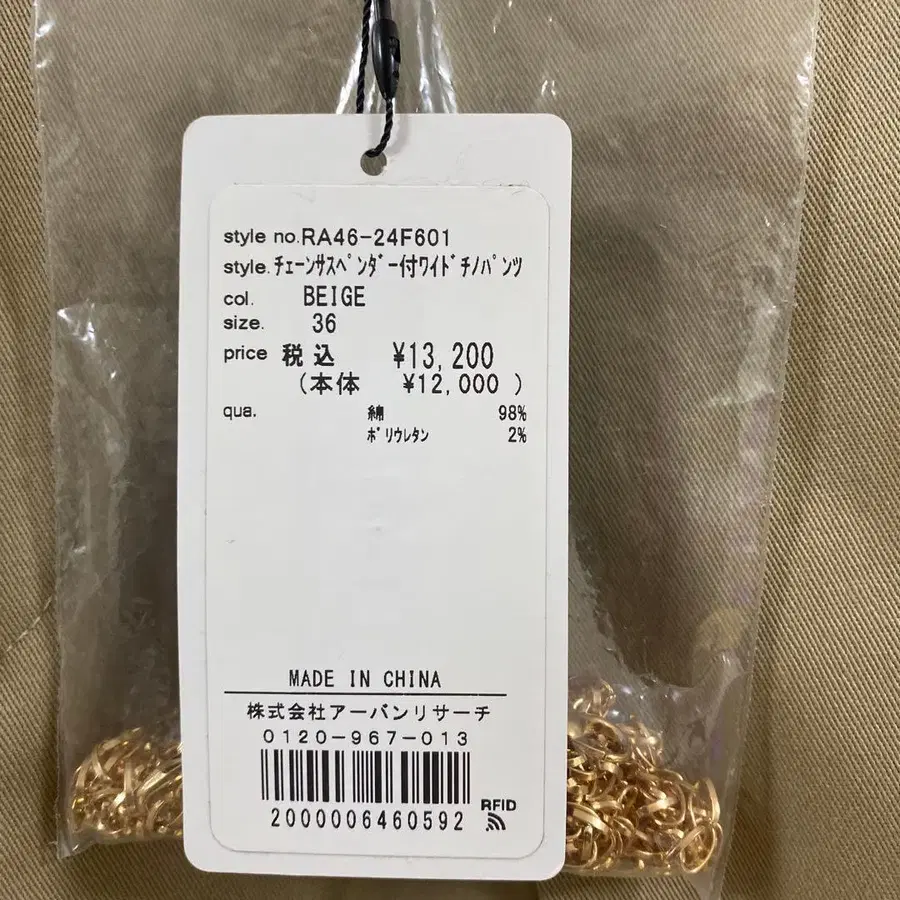 style no.RA46-24F601
style.ﾁｪｰﾝｻｽﾍﾟﾝﾀﾞｰ付ﾜｲﾄﾞﾁﾉﾊﾟﾝﾂ
col. BEIGE
size. 36
price 税込 ¥13,200
(本体 ¥12,000 )
qua. 綿 98%
ﾎﾟﾘｳﾚﾀﾝ 2%
MADE IN CHINA
株式会社アーバンリサーチ
0120-967-013
RFID
2000006460592